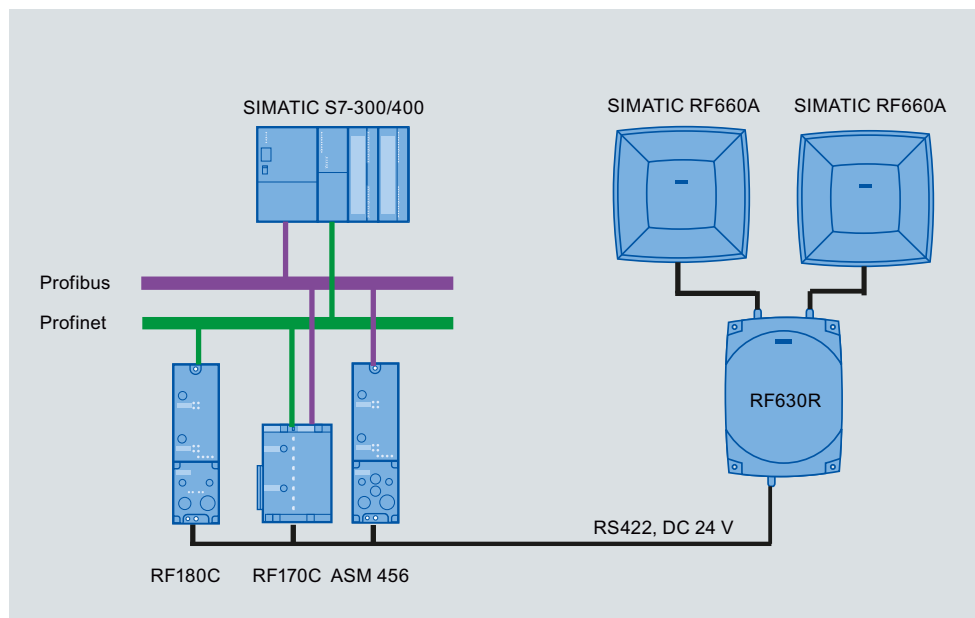 SIMATIC S7-300/400
SIMATIC RF660A
SIMATIC RF660A
Profibus
Profinet
RF630R
RS422, DC 24 V
RF180C
RF170C
ASM 456